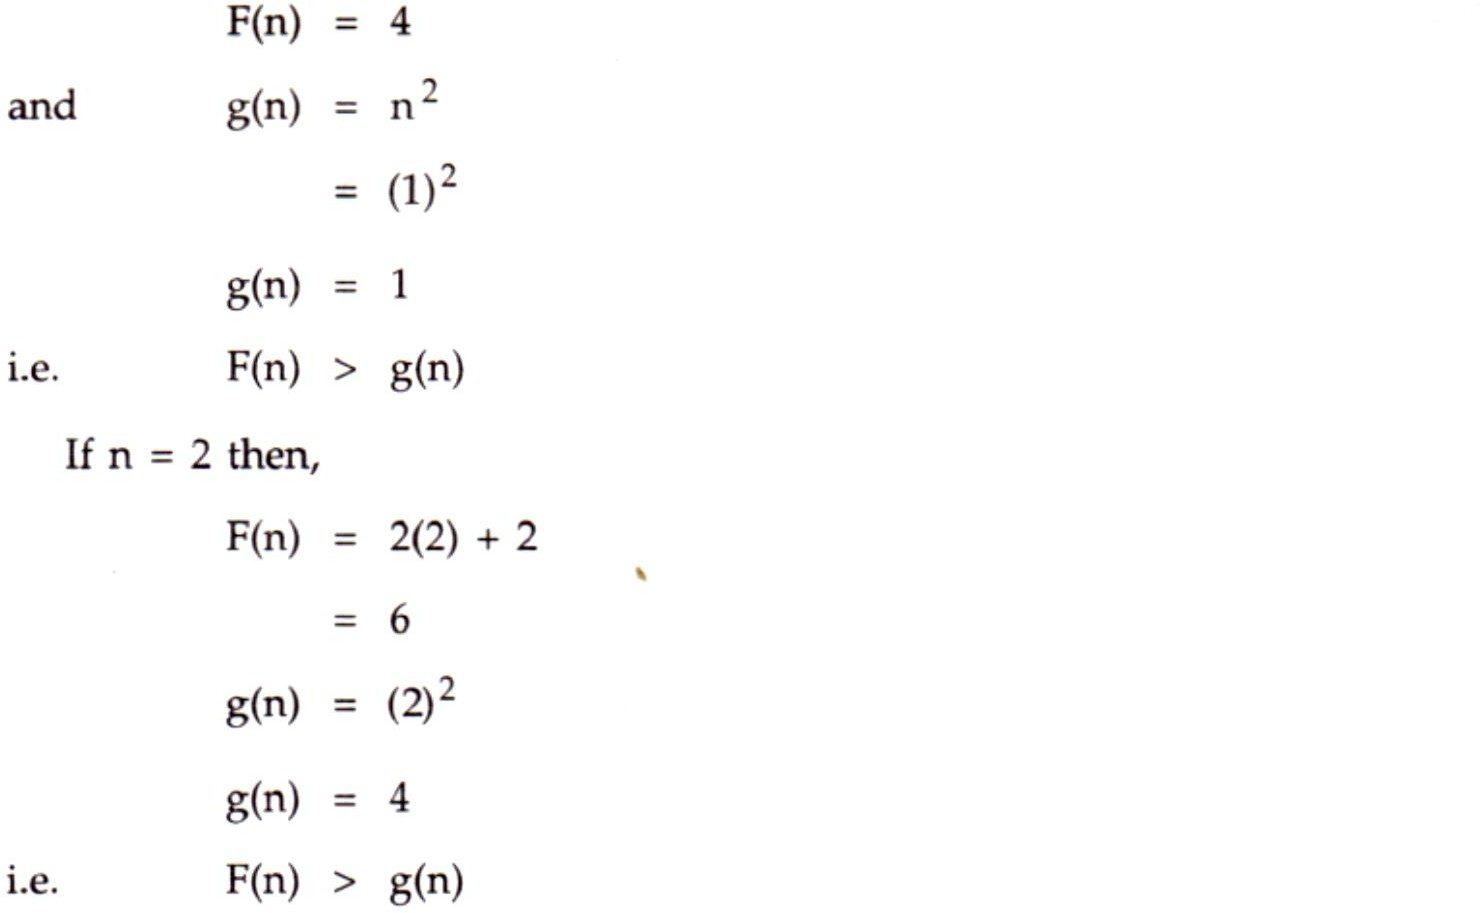 F(n) = 4
and g(n) = n²
= (1)²
g(n) = 1
i.e. F(n) > g(n)
If n = 2 then,
F(n) = 2(2) + 2
= 6
g(n) = (2)²
g(n) = 4
i.e. F(n) > g(n)